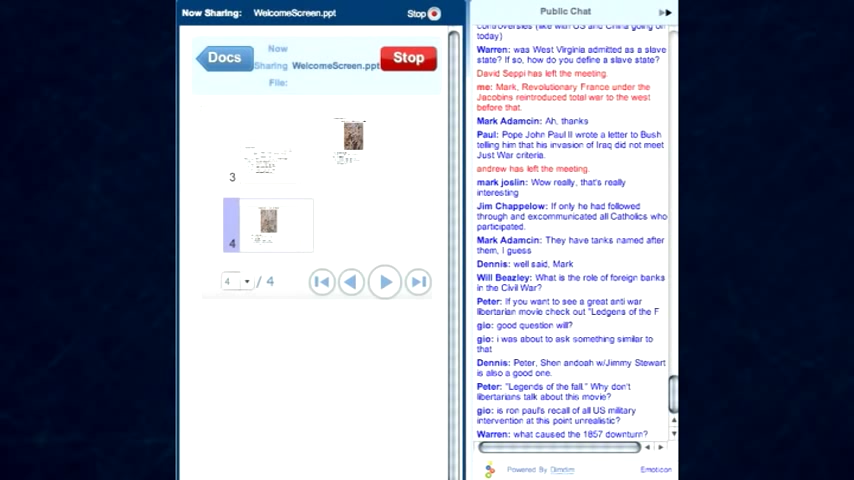 Now Sharing: WelcomeScreen.ppt Stop
Docs
Now
Sharing WelcomeScreen.ppt
File:
Stop
3
4
4 / 4
Public Chat
controversies (like with US and China going on
today)
Warren: was West Virginia admitted as a slave
state? If so, how do you define a slave state?
David Seppi has left the meeting.
me: Mark, Revolutionary France under the
Jacobins reintroduced total war to the west
before that.
Mark Adamcin: Ah, thanks
Paul: Pope John Paul II wrote a letter to Bush
telling him that his invasion of Iraq did not meet
Just War criteria.
andrew has left the meeting.
mark joslin: Wow really, that's really
interesting
Jim Chappelow: If only he had followed
through and excommunicated all Catholics who
participated.
Mark Adamcin: They have tanks named after
them, I guess
Dennis: well said, Mark
Will Beazley: What is the role of foreign banks
in the Civil War?
Peter: If you want to see a great anti war
libertarian movie check out "Ledgens of the F
gio: good question will?
gio: i was about to ask something similar to
that
Dennis: Peter, Shen andoah w/Jimmy Stewart
is also a good one.
Peter: "Legends of the fall." Why don't
libertarians talk about this movie?
gio: is ron paul's recall of all US military
intervention at this point unrealistic?
Warren: what caused the 1857 downturn?
Powered By Dimdim
Emoticon